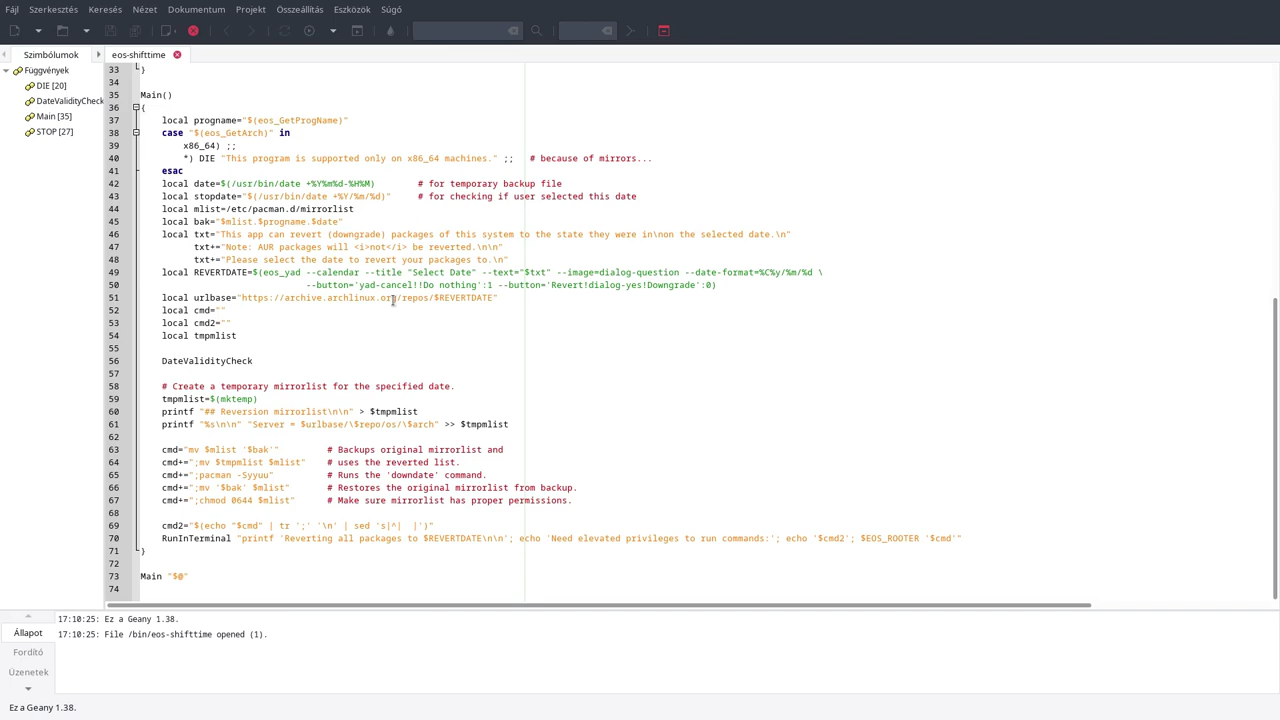 Fájl Szerkesztés Keresés Nézet Dokumentum Projekt Összeállítás Eszközök Súgó
Szimbólumok eos-shifttime
Függvények
DIE [20]
DateValidityCheck
Main [35]
STOP [27]
33 }
34
35 Main()
36 {
37 local progname="$(eos_GetProgName)"
38 case "$(eos_GetArch)" in
39 x86_64) ;;
40 *) DIE "This program is supported only on x86_64 machines." ;; # because of mirrors...
41 esac
42 local date=$(/usr/bin/date +%Y%m%d-%H%M) # for temporary backup file
43 local stopdate="$(/usr/bin/date +%Y/%m/%d)" # for checking if user selected this date
44 local mlist=/etc/pacman.d/mirrorlist
45 local bak="$mlist.$progname.$date"
46 local txt="This app can revert (downgrade) packages of this system to the state they were in\non the selected date.\n"
47 txt+="Note: AUR packages will <i>not</i> be reverted.\n\n"
48 txt+="Please select the date to revert your packages to.\n"
49 local REVERTDATE=$(eos_yad --calendar --title "Select Date" --text="$txt" --image=dialog-question --date-format=%C%y/%m/%d \
50 --button='yad-cancel!!Do nothing':1 --button='Revert!dialog-yes!Downgrade':0)
51 local urlbase="https://archive.archlinux.org/repos/$REVERTDATE"
52 local cmd=""
53 local cmd2=""
54 local tmpmlist
55
56 DateValidityCheck
57
58 # Create a temporary mirrorlist for the specified date.
59 tmpmlist=$(mktemp)
60 printf "## Reversion mirrorlist\n\n" > $tmpmlist
61 printf "%s\n\n" "Server = $urlbase/\$repo/os/\$arch" >> $tmpmlist
62
63 cmd="mv $mlist '$bak'" # Backups original mirrorlist and
64 cmd+=";mv $tmpmlist $mlist" # uses the reverted list.
65 cmd+=";pacman -Syyuu" # Runs the 'downdate' command.
66 cmd+=";mv '$bak' $mlist" # Restores the original mirrorlist from backup.
67 cmd+=";chmod 0644 $mlist" # Make sure mirrorlist has proper permissions.
68
69 cmd2="$(echo "$cmd" | tr ';' '\n' | sed 's|^|  |')"
70 RunInTerminal "printf 'Reverting all packages to $REVERTDATE\n\n'; echo 'Need elevated privileges to run commands:'; echo '$cmd2'; $EOS_ROOTER '$cmd'"
71 }
72
73 Main "$@"
74
Állapot
Fordító
Üzenetek
17:10:25: Ez a Geany 1.38.
17:10:25: File /bin/eos-shifttime opened (1).
Ez a Geany 1.38.